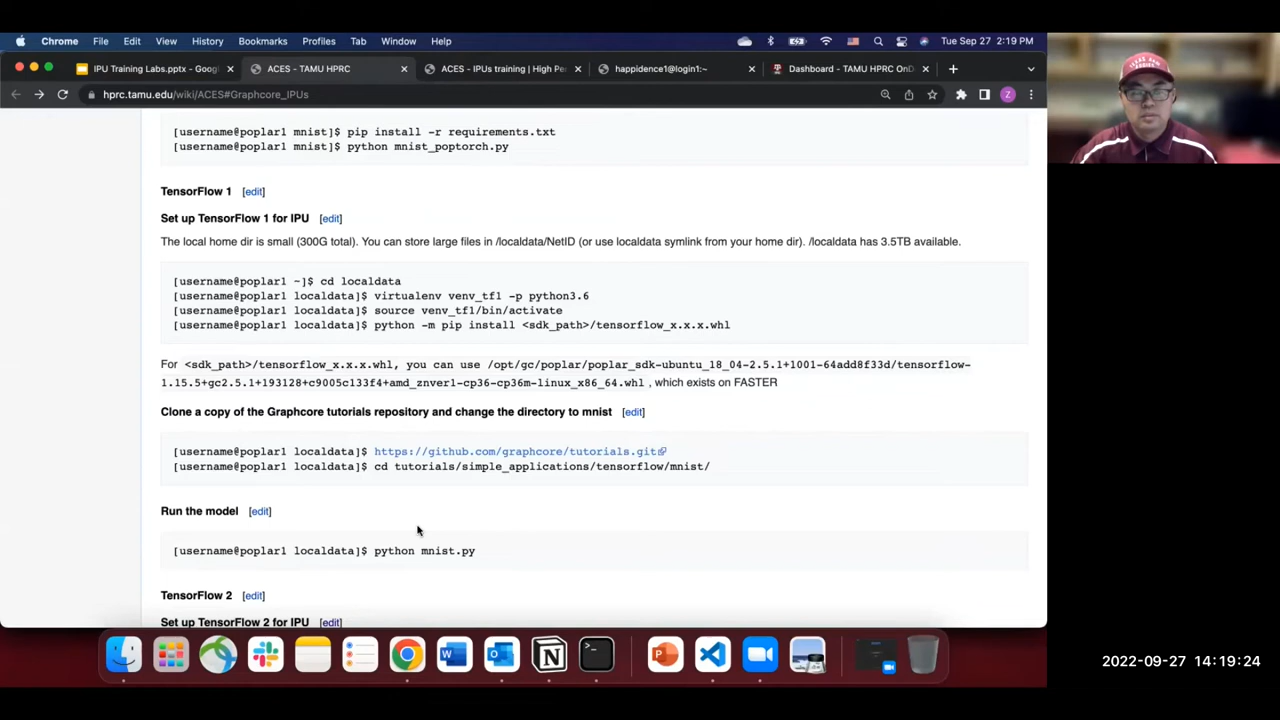 Chrome File Edit View History Bookmarks Profiles Tab Window Help Tue Sep 27 2:19 PM
IPU Training Labs.pptx - Googl ACES - TAMU HPRC ACES - IPUs training | High Pe happidence1@login1:~ Dashboard - TAMU HPRC OnD
hprc.tamu.edu/wiki/ACES#Graphcore_IPUs
[username@poplar1 mnist]$ pip install -r requirements.txt
[username@poplar1 mnist]$ python mnist_poptorch.py
TensorFlow 1 [edit]
Set up TensorFlow 1 for IPU [edit]
The local home dir is small (300G total). You can store large files in /localdata/NetID (or use localdata symlink from your home dir). /localdata has 3.5TB available.
[username@poplar1 ~]$ cd localdata
[username@poplar1 localdata]$ virtualenv venv_tf1 -p python3.6
[username@poplar1 localdata]$ source venv_tf1/bin/activate
[username@poplar1 localdata]$ python -m pip install <sdk_path>/tensorflow_x.x.x.whl
For <sdk_path>/tensorflow_x.x.x.whl, you can use /opt/gc/poplar/poplar_sdk-ubuntu_18_04-2.5.1+1001-64add8f33d/tensorflow-
1.15.5+gc2.5.1+193128+c9005c133f4+amd_znver1-cp36-cp36m-linux_x86_64.whl , which exists on FASTER
Clone a copy of the Graphcore tutorials repository and change the directory to mnist [edit]
[username@poplar1 localdata]$ https://github.com/graphcore/tutorials.git
[username@poplar1 localdata]$ cd tutorials/simple_applications/tensorflow/mnist/
Run the model [edit]
[username@poplar1 localdata]$ python mnist.py
TensorFlow 2 [edit]
Set up TensorFlow 2 for IPU [edit]
2022-09-27 14:19:24